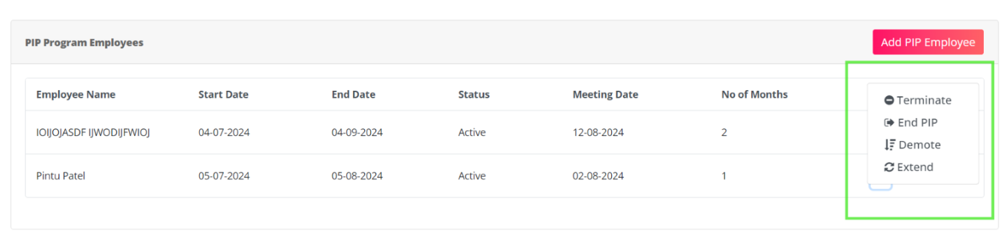 PIP Program Employees
Add PIP Employee
Employee Name Start Date End Date Status Meeting Date No of Months
IOIJOJASDF IJWODIJFWIOJ 04-07-2024 04-09-2024 Active 12-08-2024 2
Pintu Patel 05-07-2024 05-08-2024 Active 02-08-2024 1
Terminate
End PIP
Demote
Extend